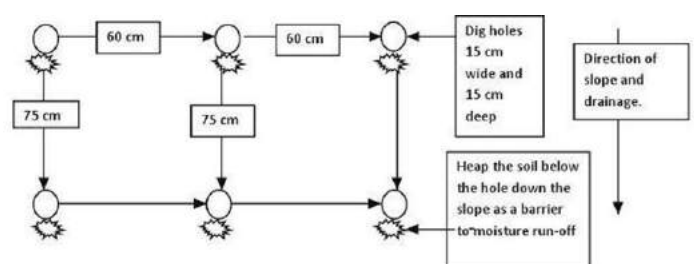 60 cm
60 cm
Dig holes
15 cm
wide and
15 cm
deep
Direction of
slope and
drainage.
75 cm
75 cm
Heap the soil below
the hole down the
slope as a barrier
to moisture run-off